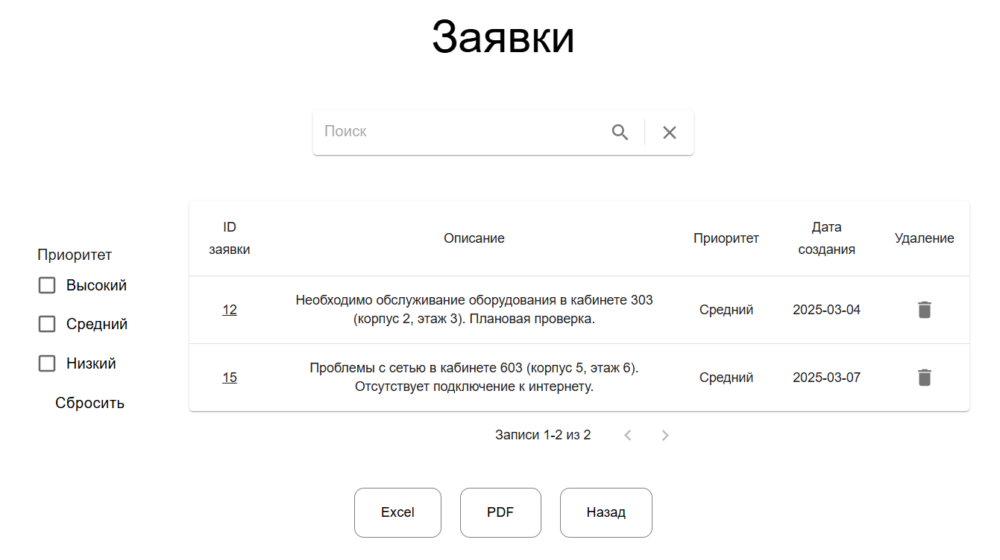 Заявки
Поиск
Приоритет
Высокий
Средний
Низкий
Сбросить
ID
заявки
Описание
Приоритет
Дата
создания
Удаление
12
Необходимо обслуживание оборудования в кабинете 303
(корпус 2, этаж 3). Плановая проверка.
Средний
2025-03-04
15
Проблемы с сетью в кабинете 603 (корпус 5, этаж 6).
Отсутствует подключение к интернету.
Средний
2025-03-07
Записи 1-2 из 2
Excel
PDF
Назад